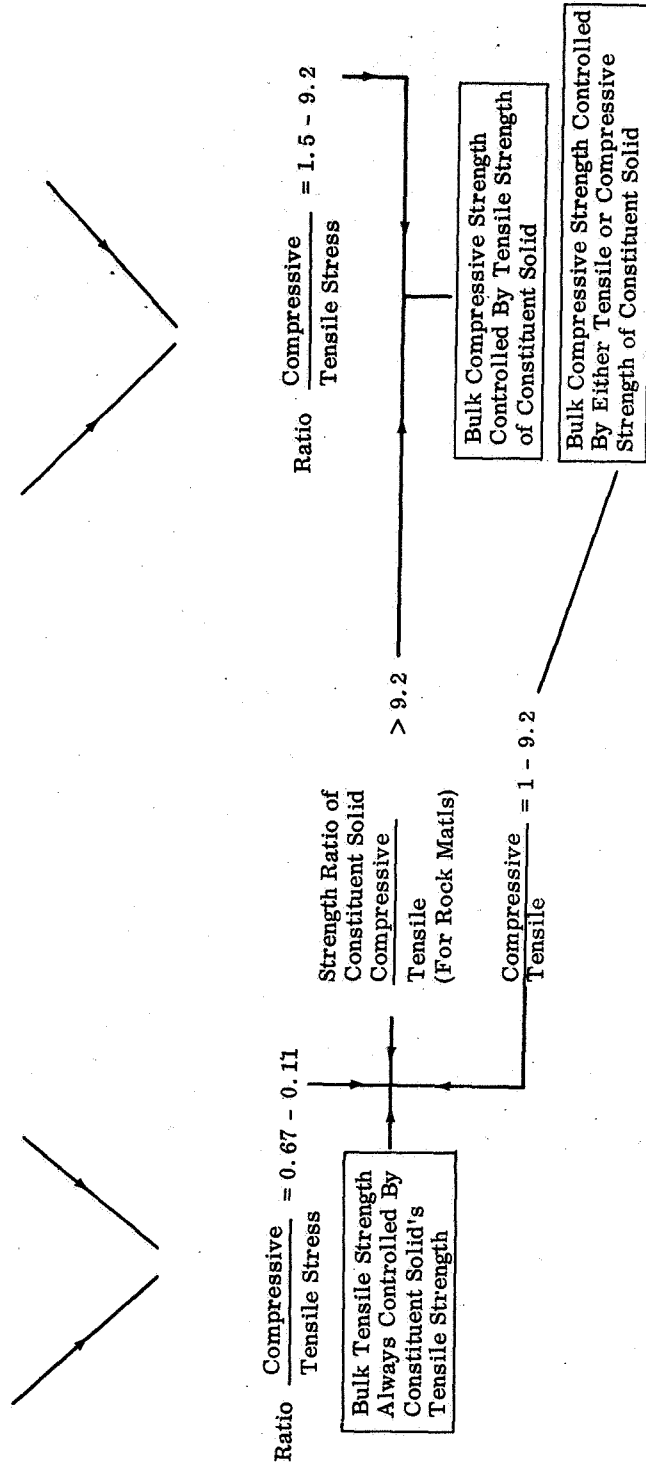 Ratio Compressive = 0.67 - 0.11
Tensile Stress
Bulk Tensile Strength
Always Controlled By
Constituent Solid's
Tensile Strength
Strength Ratio of
Constituent Solid
Compressive
> 9.2
Tensile
(For Rock Matls)
Compressive = 1 - 9.2
Tensile
Ratio Compressive = 1.5 - 9.2
Tensile Stress
Bulk Compressive Strength
Controlled By Tensile Strength
of Constituent Solid
Bulk Compressive Strength Controlled
By Either Tensile or Compressive
Strength of Constituent Solid